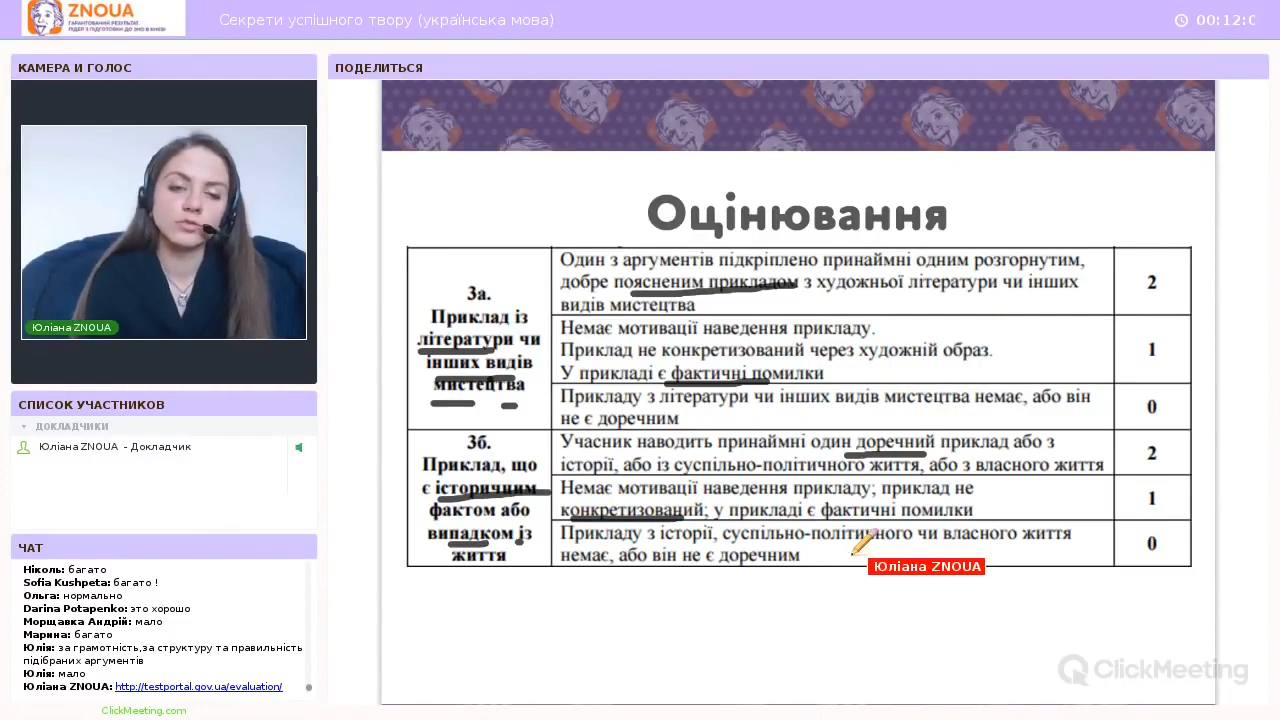 ZNOUA
ГАРАНТОВАНИЙ РЕЗУЛЬТАТ
ЛІДЕР З ПІДГОТОВКИ ДО ЗНО В КИЄВІ
Секрети успішного твору (українська мова)
00:12:0
КАМЕРА И ГОЛОС
Юліана ZNOUA
СПИСОК УЧАСТНИКОВ
ДОКЛАДЧИКИ
Юліана ZNOUA - Докладчик
ЧАТ
Ніколь: багато
Sofia Kushpeta: багато !
Ольга: нормально
Darina Potapenko: это хорошо
Морщавка Андрій: мало
Марина: багато
Юлія: за грамотність,за структуру та правильність
підібраних аргументів
Юлія: мало
Юліана ZNOUA: http://testportal.gov.ua/evaluation/
ClickMeeting.com
ПОДЕЛИТЬСЯ
Оцінювання
3а.
Приклад із
літератури чи
інших видів
мистецтва
Один з аргументів підкріплено принаймні одним розгорнутим,
добре поясненим прикладом з художньої літератури чи інших
видів мистецтва
2
Немає мотивації наведення прикладу.
Приклад не конкретизований через художній образ.
У прикладі є фактичні помилки
1
Прикладу з літератури чи інших видів мистецтва немає, або він
не є доречним
0
3б.
Приклад, що
є історичним
фактом або
випадком із
життя
Учасник наводить принаймні один доречний приклад або з
історії, або із суспільно-політичного життя, або з власного життя
2
Немає мотивації наведення прикладу; приклад не
конкретизований; у прикладі є фактичні помилки
1
Прикладу з історії, суспільно-політичного чи власного життя
немає, або він не є доречним
0
Юліана ZNOUA
ClickMeeting